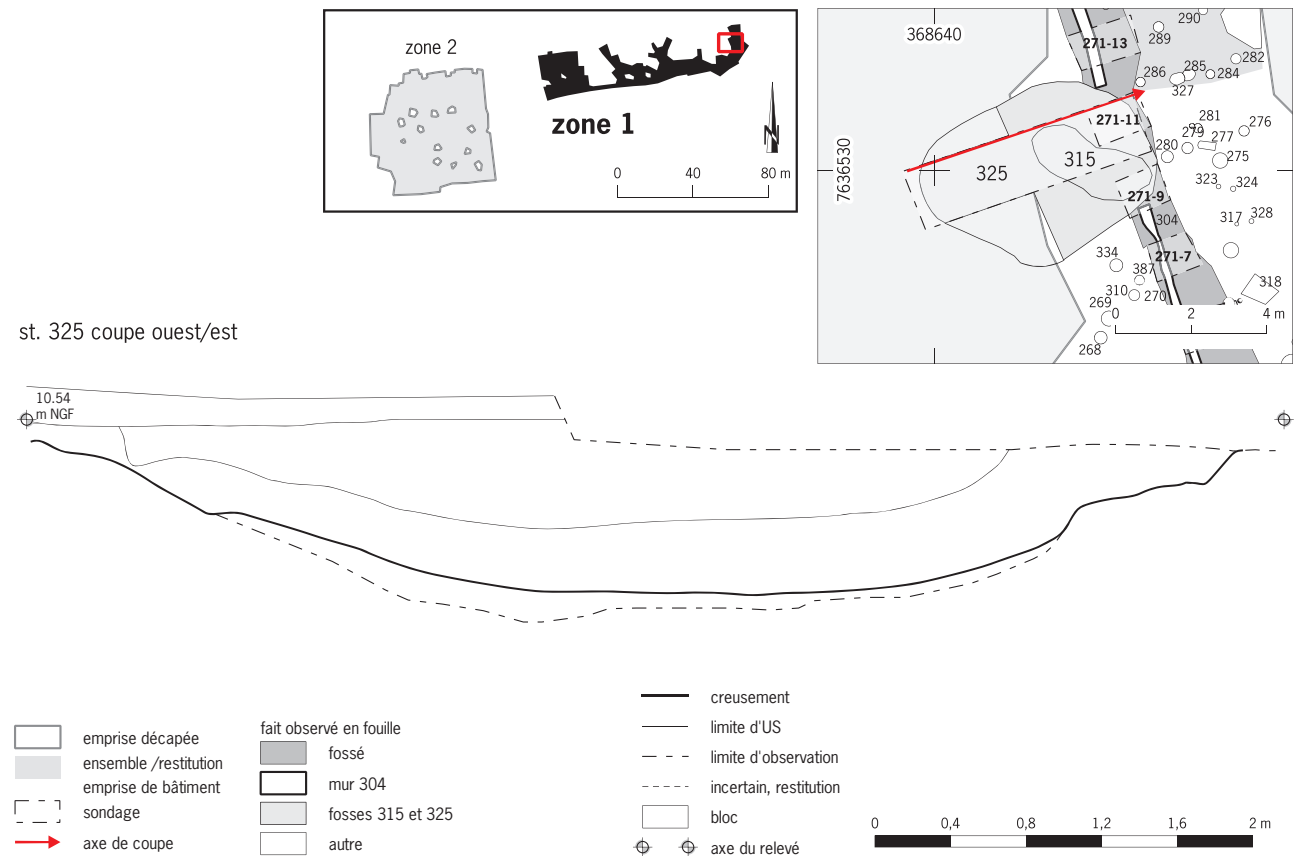 zone 2
zone 1
N
0 40 80 m
368640
7636530
290
289
271-13
282
286
285
284
327
271-11
281
276
279
277
280
275
315
325
323
324
271-9
304
317
328
271-7
334
387
318
310
270
269
268
0 2 4 m
st. 325 coupe ouest/est
10.54
m NGF
emprise décapée
ensemble /restitution
emprise de bâtiment
sondage
axe de coupe
fait observé en fouille
fossé
mur 304
fosses 315 et 325
autre
creusement
limite d'US
limite d'observation
incertain, restitution
bloc
axe du relevé
0 0,4 0,8 1,2 1,6 2 m